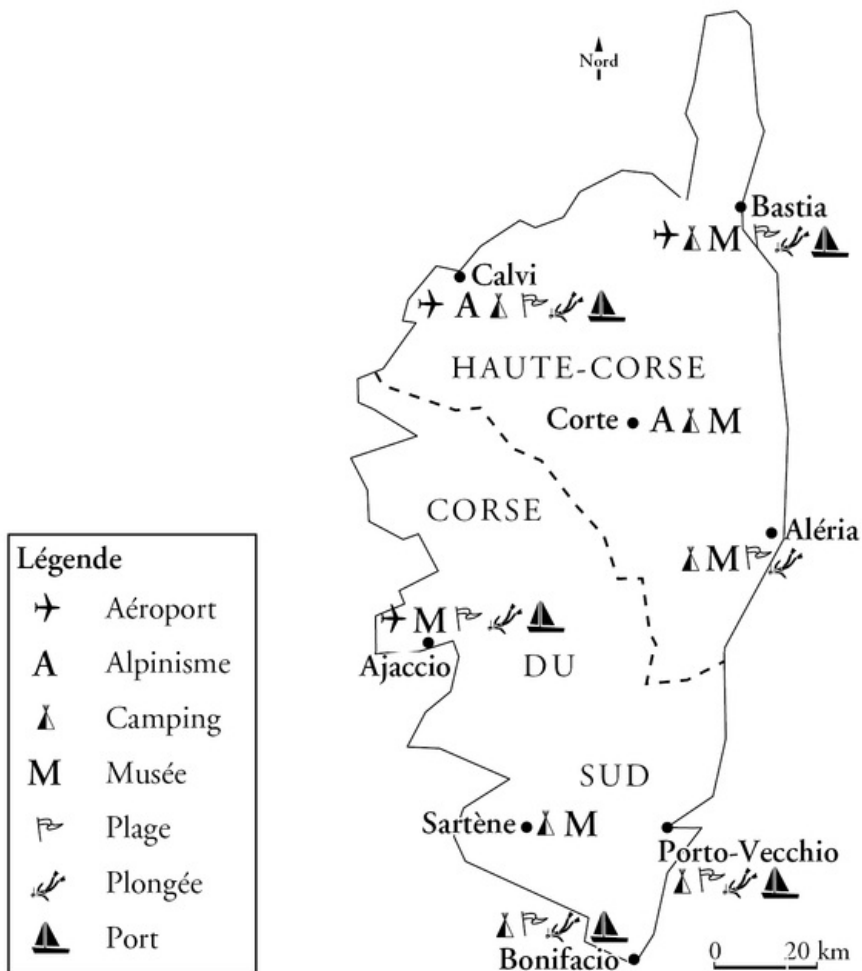 Nord
Bastia
M
Calvi
A
HAUTE-CORSE
Corte A M
CORSE
Aléria
M
Légende
Aéroport
A Alpinisme
Camping
M Musée
Plage
Plongée
Port
M
Ajaccio
DU
SUD
Sartène M
Porto-Vecchio
Bonifacio
0 20 km